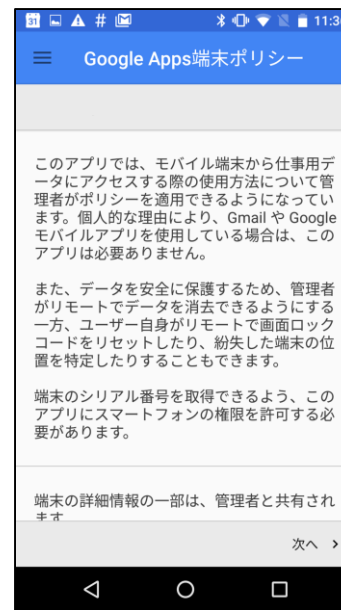 31 # 11:3
Google Apps端末ポリシー
このアプリでは、モバイル端末から仕事用デ
ータにアクセスする際の使用方法について管
理者がポリシーを適用できるようになってい
ます。個人的な理由により、Gmail や Google
モバイルアプリを使用している場合は、この
アプリは必要ありません。
また、データを安全に保護するため、管理者
がリモートでデータを消去できるようにする
一方、ユーザー自身がリモートで画面ロック
コードをリセットしたり、紛失した端末の位
置を特定したりすることもできます。
端末のシリアル番号を取得できるよう、この
アプリにスマートフォンの権限を許可する必
要があります。
端末の詳細情報の一部は、管理者と共有され
ます
次へ